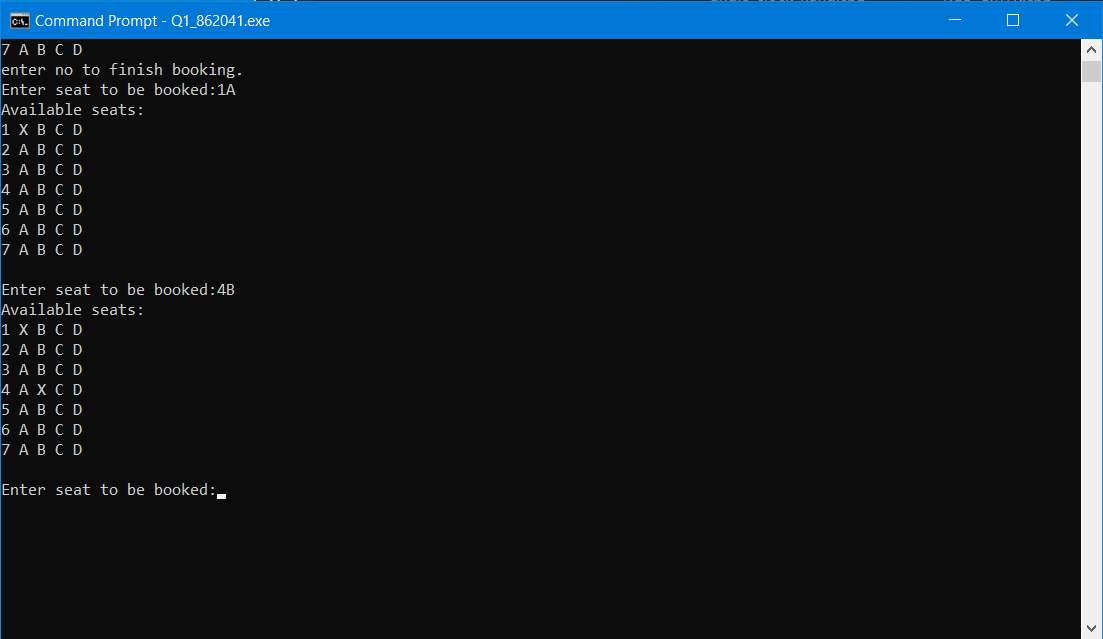 Command Prompt - Q1_862041.exe
7 A B C D
enter no to finish booking.
Enter seat to be booked:1A
Available seats:
1 X B C D
2 A B C D
3 A B C D
4 A B C D
5 A B C D
6 A B C D
7 A B C D
Enter seat to be booked:4B
Available seats:
1 X B C D
2 A B C D
3 A B C D
4 A X C D
5 A B C D
6 A B C D
7 A B C D
Enter seat to be booked: